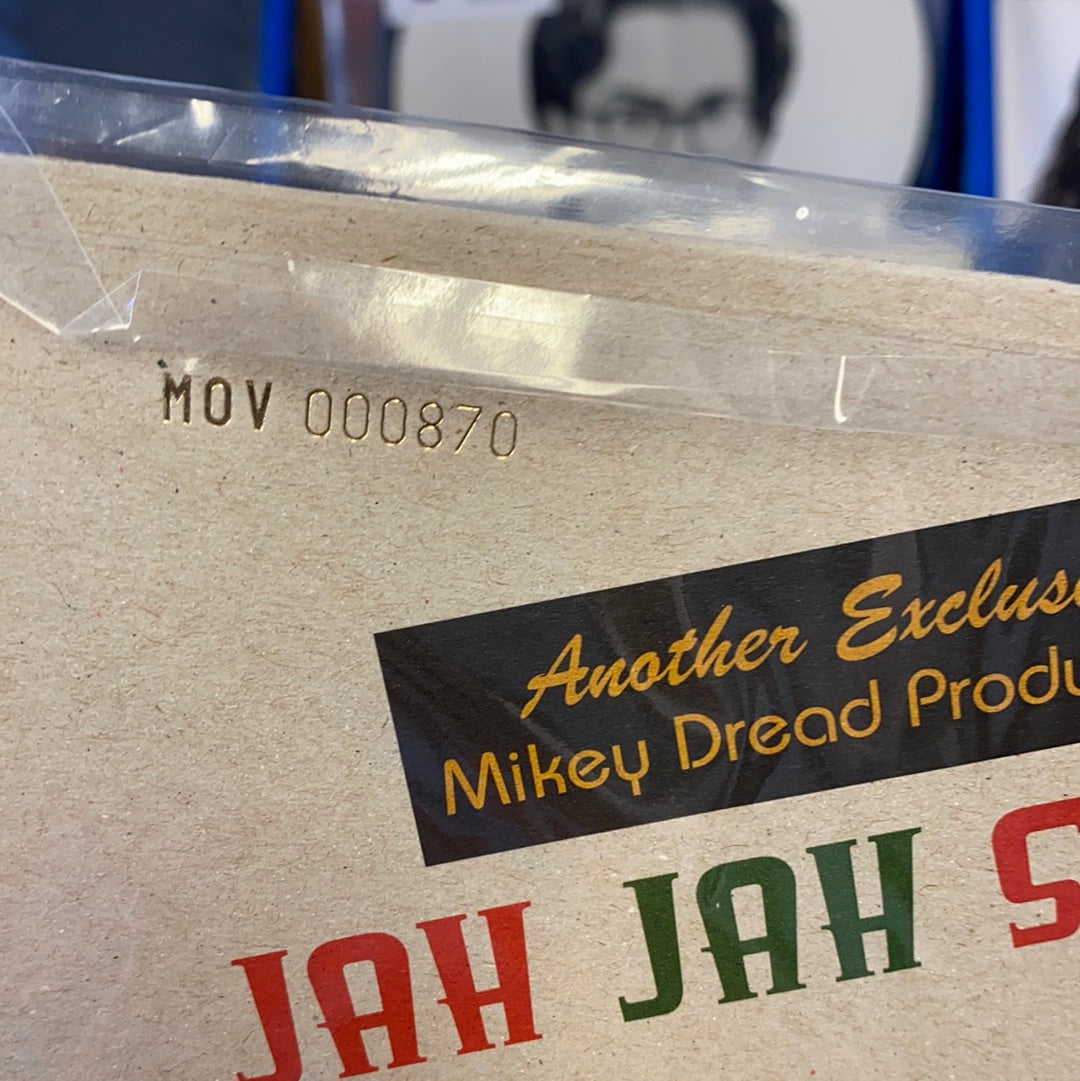 MOV 000870
Another Exclus
Mikey Dread Produ
JAH JAH S